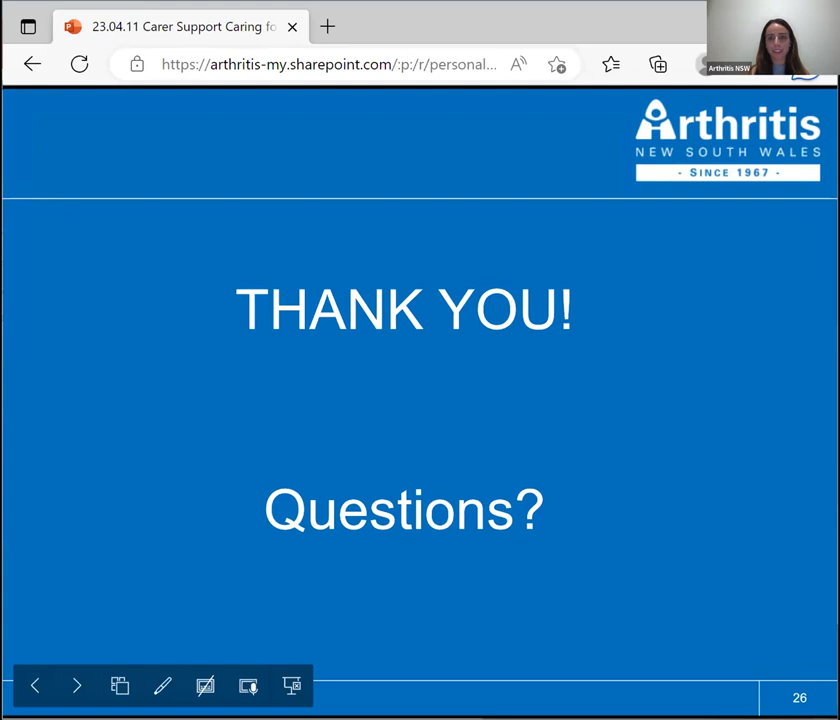 23.04.11 Carer Support Caring fo
https://arthritis-my.sharepoint.com/:p:/r/personal...
Arthritis NSW
Arthritis
NEW SOUTH WALES
- SINCE 1967 -
THANK YOU!
Questions?
26